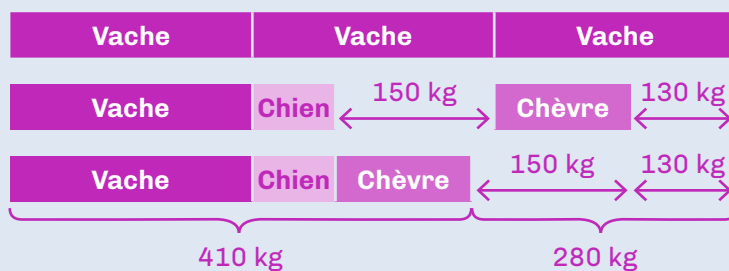 Vache Vache Vache
Vache Chien 150 kg Chèvre 130 kg
Vache Chien Chèvre 150 kg 130 kg
410 kg 280 kg